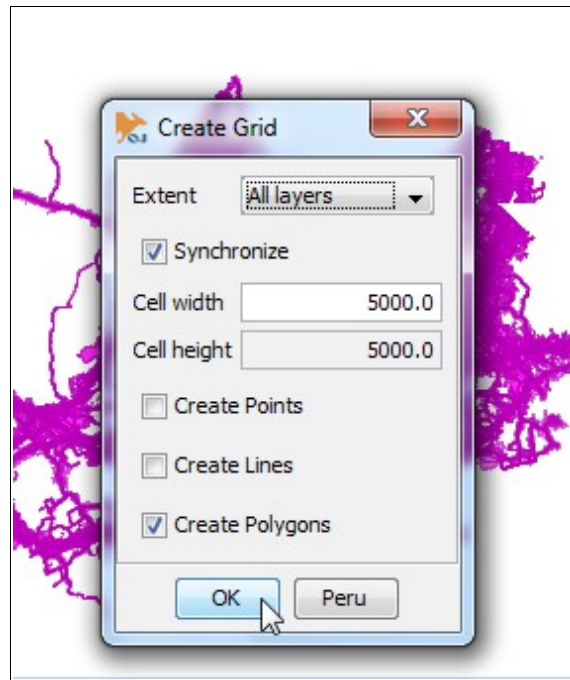 Create Grid
Extent All layers
Synchronize
Cell width 5000.0
Cell height 5000.0
Create Points
Create Lines
Create Polygons
OK Peru